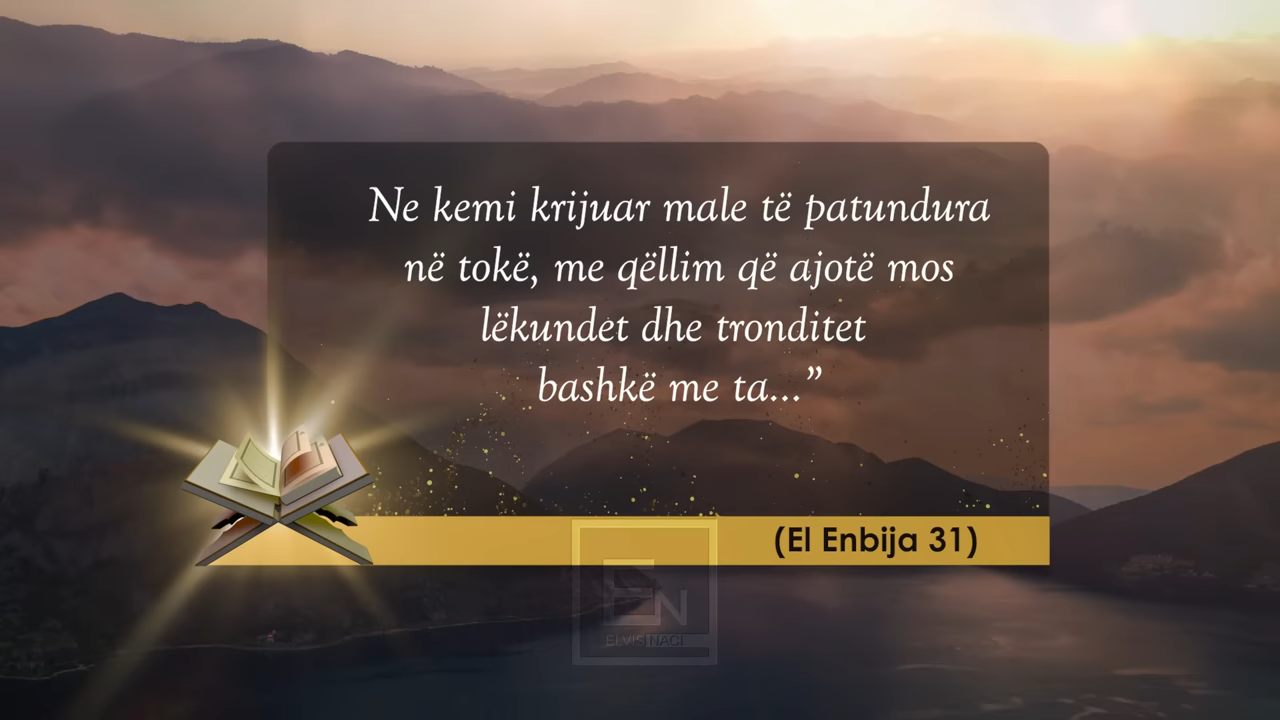 Ne kemi krijuar male të patundura
në tokë, me qëllim që ajotë mos
lëkundet dhe tronditet
bashkë me ta...”
(El Enbija 31)
EN
ELVIS NACI